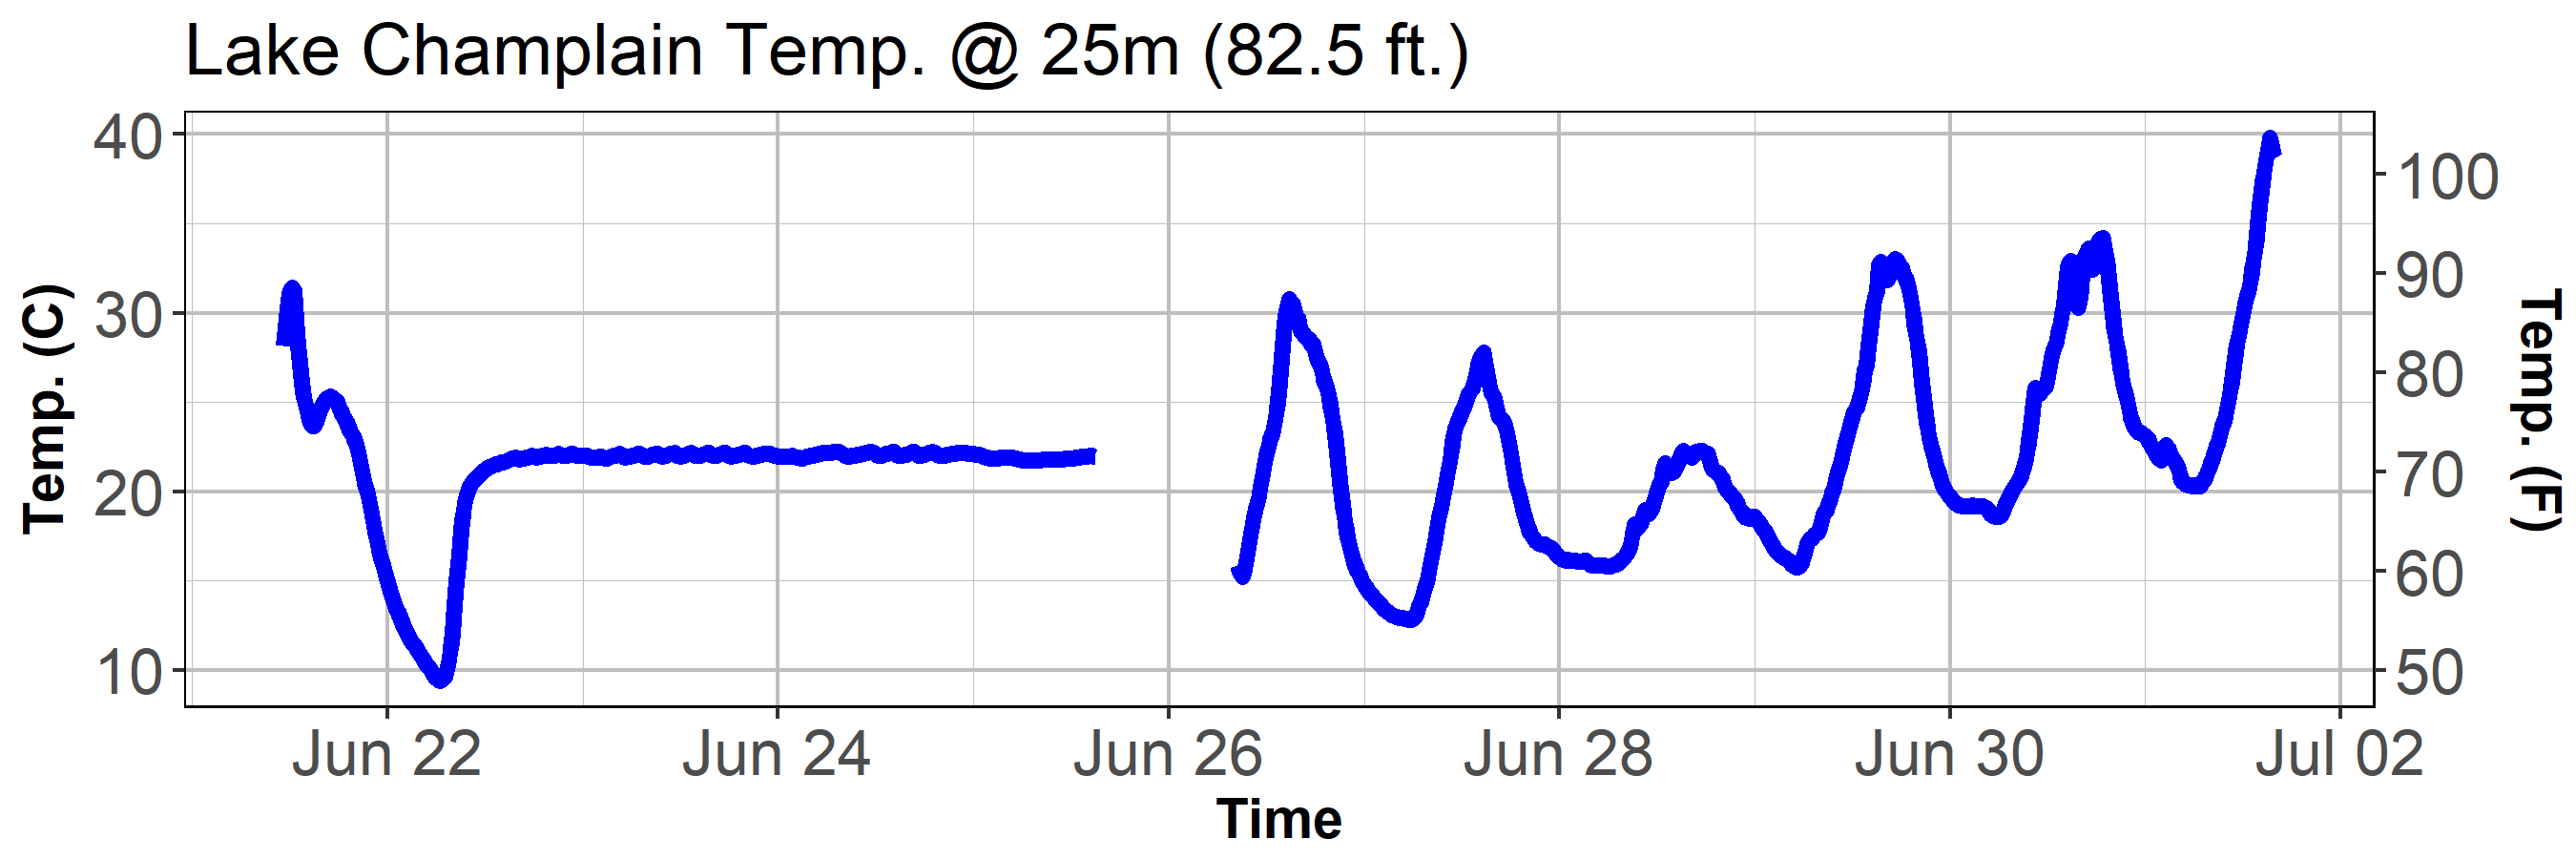 Lake Champlain Temp. @ 25m (82.5 ft.)
40
30
20
10
Temp. (C)
100
90
80
70
60
50
Temp. (F)
Jun 22
Jun 24
Jun 26
Jun 28
Jun 30
Jul 02
Time